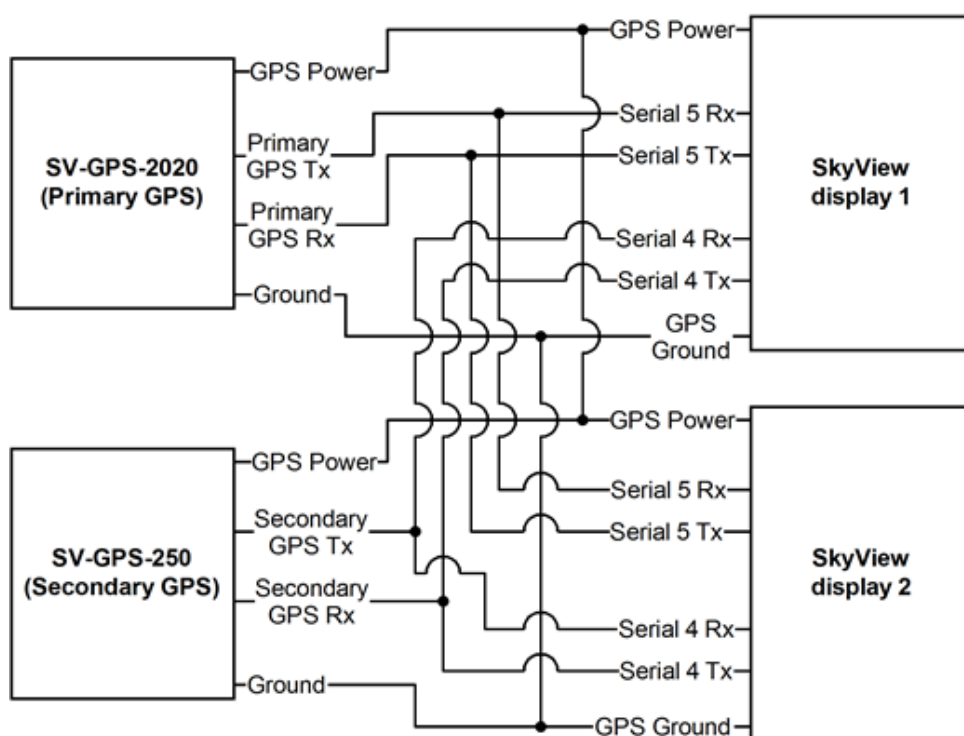 GPS Power
Primary
GPS Tx
Primary
GPS Rx
Ground
SV-GPS-2020
(Primary GPS)
GPS Power
Serial 5 Rx
Serial 5 Tx
Serial 4 Rx
Serial 4 Tx
GPS
Ground
SkyView
display 1
GPS Power
Secondary
GPS Tx
Secondary
GPS Rx
Ground
SV-GPS-250
(Secondary GPS)
GPS Power
Serial 5 Rx
Serial 5 Tx
Serial 4 Rx
Serial 4 Tx
GPS Ground
SkyView
display 2